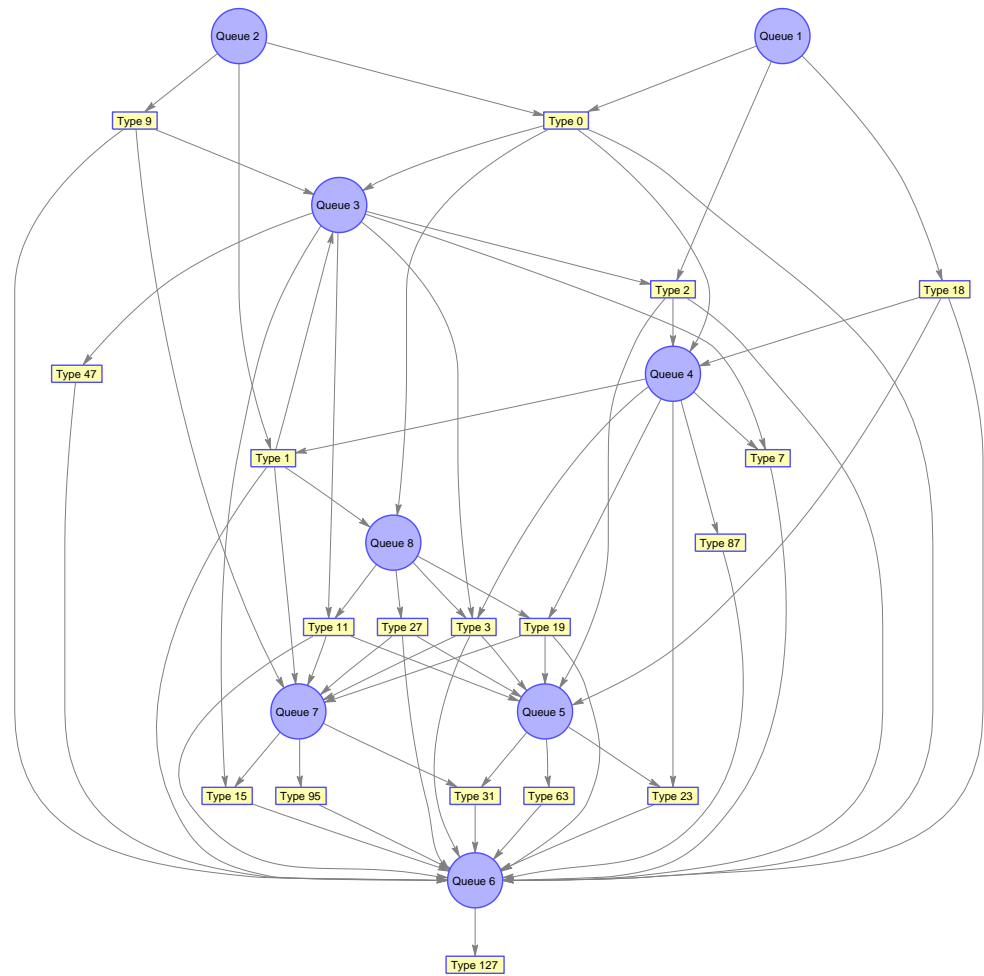 Queue 2
Queue 1
Type 9
Type 0
Queue 3
Type 2
Type 18
Type 47
Queue 4
Type 1
Type 7
Queue 8
Type 87
Type 11
Type 27
Type 3
Type 19
Queue 7
Queue 5
Type 15
Type 95
Type 31
Type 63
Type 23
Queue 6
Type 127